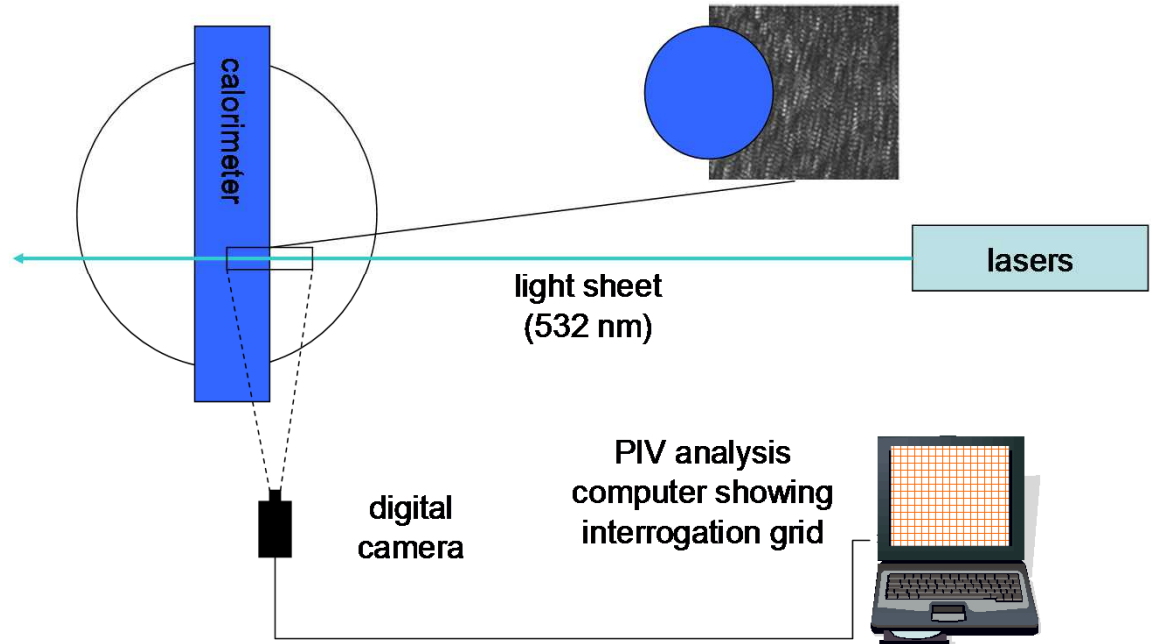 calorimeter
lasers
light sheet
(532 nm)
PIV analysis
computer showing
interrogation grid
digital
camera